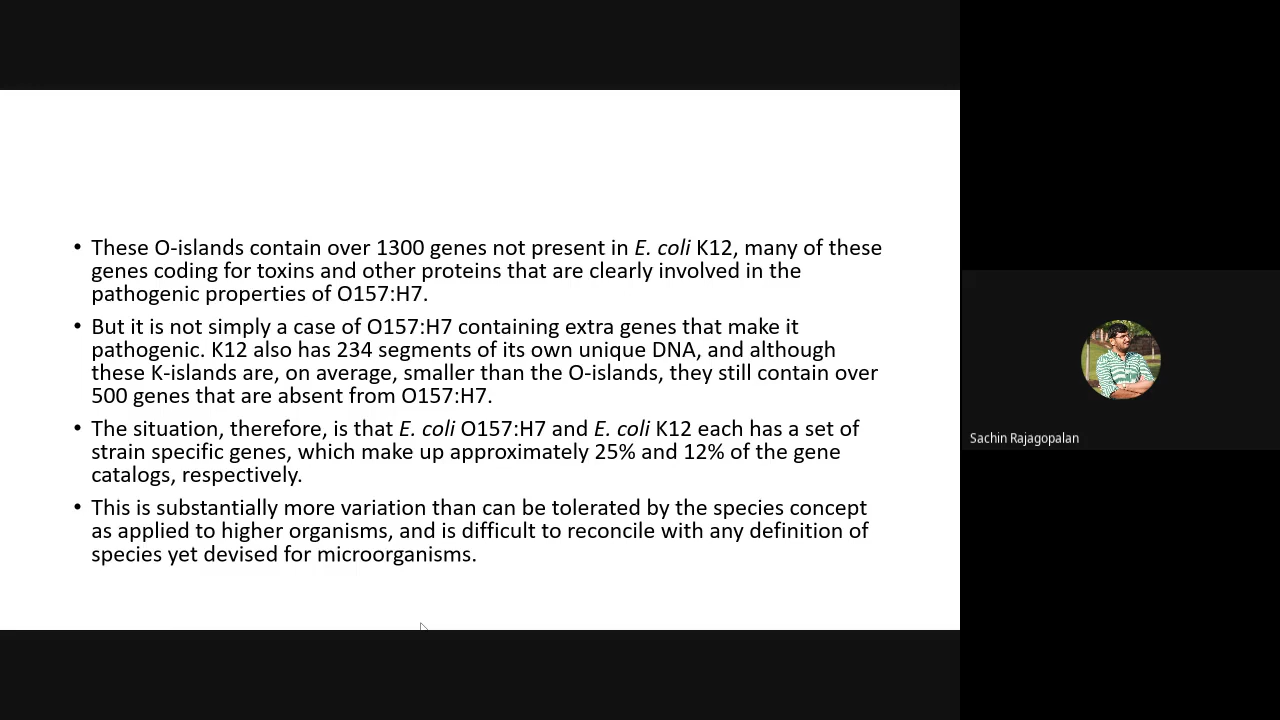 • These O-islands contain over 1300 genes not present in E. coli K12, many of these
genes coding for toxins and other proteins that are clearly involved in the
pathogenic properties of O157:H7.
• But it is not simply a case of O157:H7 containing extra genes that make it
pathogenic. K12 also has 234 segments of its own unique DNA, and although
these K-islands are, on average, smaller than the O-islands, they still contain over
500 genes that are absent from O157:H7.
• The situation, therefore, is that E. coli O157:H7 and E. coli K12 each has a set of
strain specific genes, which make up approximately 25% and 12% of the gene
catalogs, respectively.
• This is substantially more variation than can be tolerated by the species concept
as applied to higher organisms, and is difficult to reconcile with any definition of
species yet devised for microorganisms.
Sachin Rajagopalan